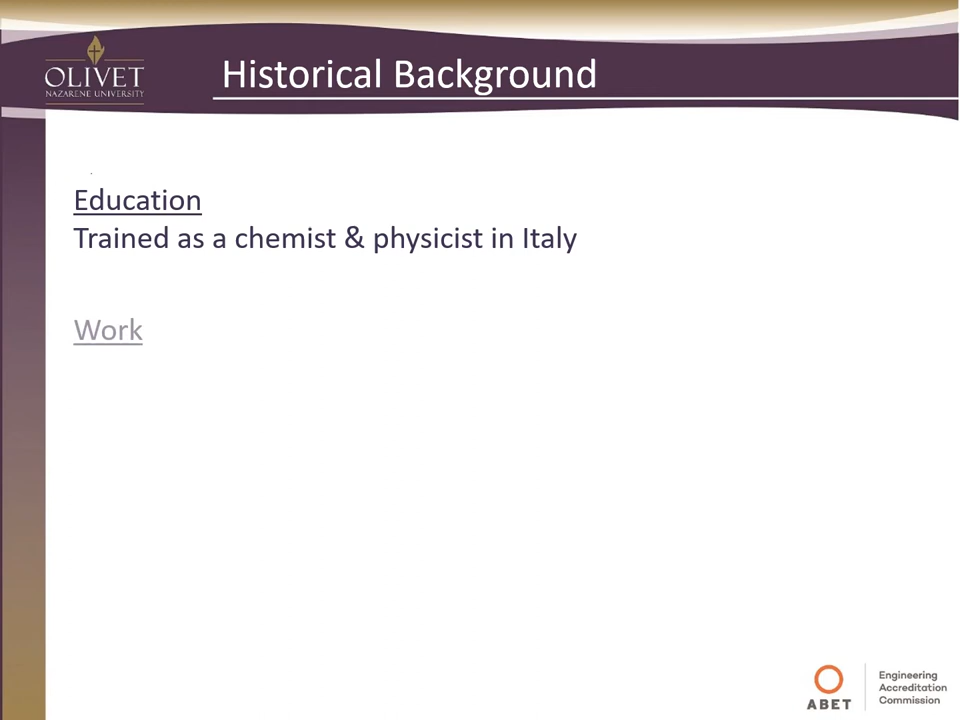 OLIVET
NAZARENE UNIVERSITY
Historical Background
Education
Trained as a chemist & physicist in Italy
Work
ABET
Engineering
Accreditation
Commission